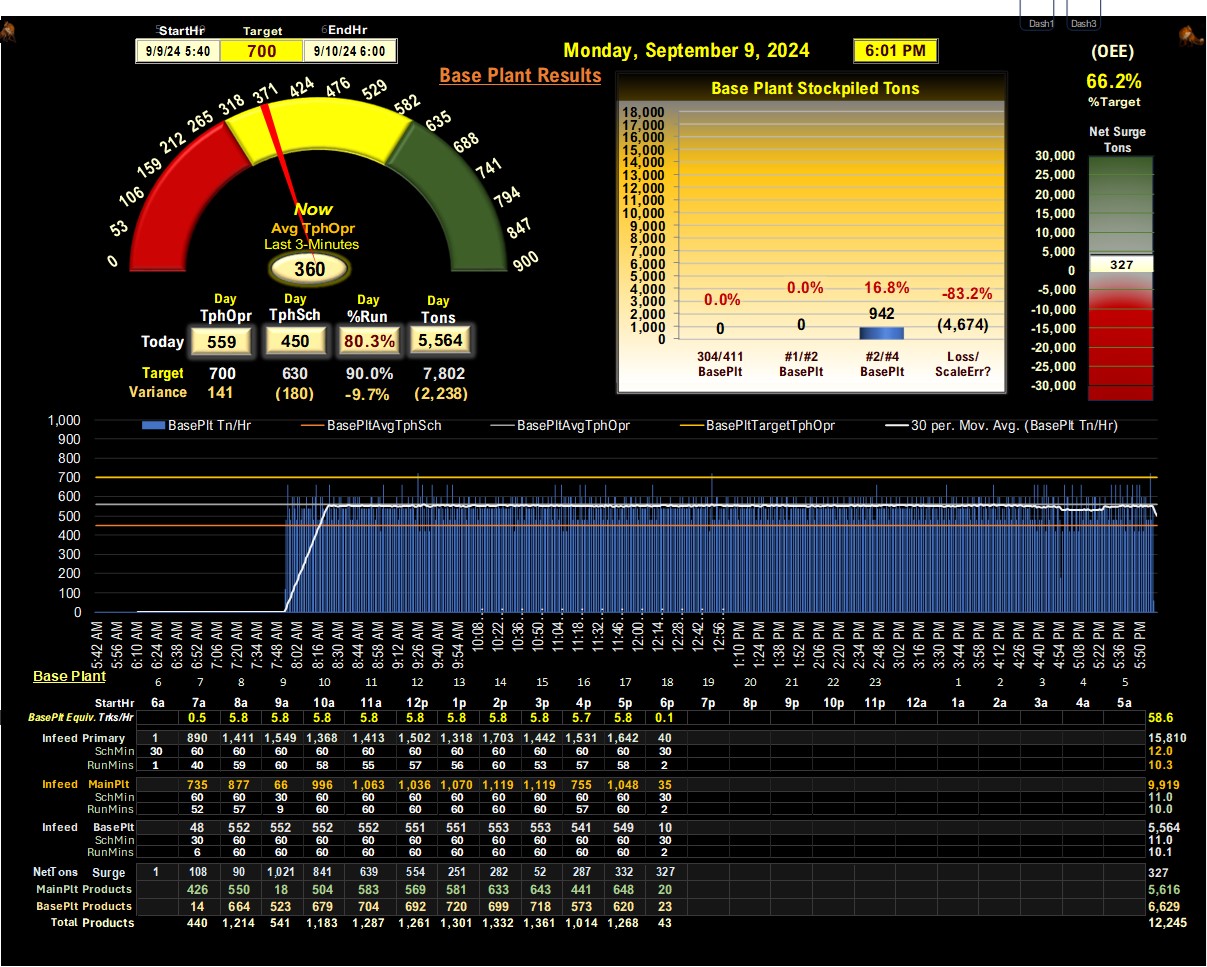 Dash1 Dash3
StartHr Target EndHr
9/9/24 5:40 700 9/10/24 6:00
Monday, September 9, 2024 6:01 PM
Base Plant Results
(OEE)
66.2%
%Target
Net Surge
Tons
30,000
25,000
20,000
15,000
10,000
5,000
0
-5,000
-10,000
-15,000
-20,000
-25,000
-30,000
327
0 53 106 159 212 265 318 371 424 476 529 582 635 688 741 794 847 900
Now
Avg TphOpr
Last 3-Minutes
360
Day Day Day Day
TphOpr TphSch %Run Tons
Today 559 450 80.3% 5,564
Target 700 630 90.0% 7,802
Variance 141 (180) -9.7% (2,238)
Base Plant Stockpiled Tons
18,000
17,000
16,000
15,000
14,000
13,000
12,000
11,000
10,000
9,000
8,000
7,000
6,000
5,000
4,000
3,000
2,000
1,000
0
0.0% 0.0% 16.8% -83.2%
0 0 942 (4,674)
304/411 #1/#2 #2/#4 Loss/
BasePlt BasePlt BasePlt ScaleErr?
BasePlt Tn/Hr BasePltAvgTphSch BasePltAvgTphOpr BasePltTargetTphOpr 30 per. Mov. Avg. (BasePlt Tn/Hr)
1,000
900
800
700
600
500
400
300
200
100
0
5:42 AM 5:56 AM 6:10 AM 6:24 AM 6:38 AM 6:52 AM 7:06 AM 7:20 AM 7:34 AM 7:48 AM 8:02 AM 8:16 AM 8:30 AM 8:44 AM 8:58 AM 9:12 AM 9:26 AM 9:40 AM 9:54 AM 10:08… 10:22… 10:36… 10:50… 11:04… 11:18… 11:32… 11:46… 12:00… 12:14… 12:28… 12:42… 12:56… 1:10 PM 1:24 PM 1:38 PM 1:52 PM 2:06 PM 2:20 PM 2:34 PM 2:48 PM 3:02 PM 3:16 PM 3:30 PM 3:44 PM 3:58 PM 4:12 PM 4:26 PM 4:40 PM 4:54 PM 5:08 PM 5:22 PM 5:36 PM 5:50 PM
Base Plant 6 7 8 9 10 11 12 13 14 15 16 17 18 19 20 21 22 23 1 2 3 4 5
StartHr 6a 7a 8a 9a 10a 11a 12p 1p 2p 3p 4p 5p 6p 7p 8p 9p 10p 11p 12p 1a 2a 3a 4a 5a
BasePlt Equiv. Trks/Hr 0.5 5.8 5.8 5.8 5.8 5.8 5.8 5.8 5.8 5.7 5.8 0.1 58.6
Infeed Primary 1 890 1,411 1,549 1,368 1,413 1,502 1,318 1,703 1,442 1,531 1,642 40 15,810
SchMin 30 60 60 60 60 60 60 60 60 60 60 60 30 12.0
RunMins 1 40 59 60 58 55 57 56 60 53 57 58 2 10.3
Infeed MainPlt 735 877 66 996 1,063 1,036 1,070 1,119 1,119 755 1,048 35 9,919
SchMin 60 60 30 60 60 60 60 60 60 60 60 30 11.0
RunMins 52 57 9 60 60 60 60 60 60 57 60 2 10.0
Infeed BasePlt 48 552 552 552 552 551 551 553 553 541 549 10 5,564
SchMin 30 60 60 60 60 60 60 60 60 60 60 30 11.0
RunMins 6 60 60 60 60 60 60 60 60 60 60 2 10.1
NetTons Surge 1 108 90 1,021 841 639 554 251 282 52 287 332 327 327
MainPlt Products 426 550 18 504 583 569 581 633 643 441 648 20 5,616
BasePlt Products 14 664 523 679 704 692 720 699 718 573 620 23 6,629
Total Products 440 1,214 541 1,183 1,287 1,261 1,301 1,332 1,361 1,014 1,268 43 12,245